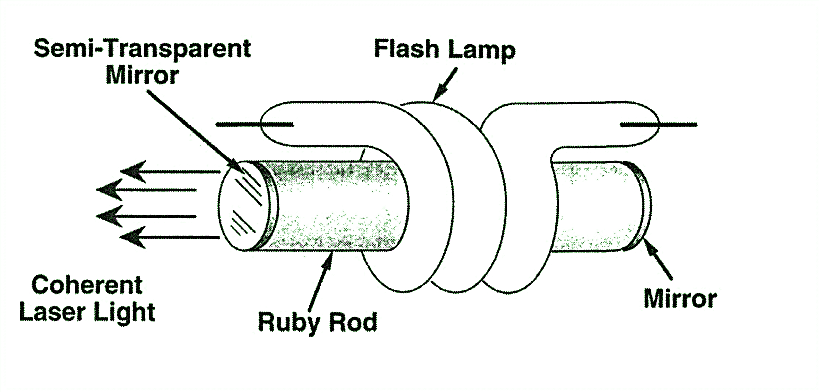 Semi-Transparent
Mirror
Flash Lamp
Coherent
Laser Light
Ruby Rod
Mirror